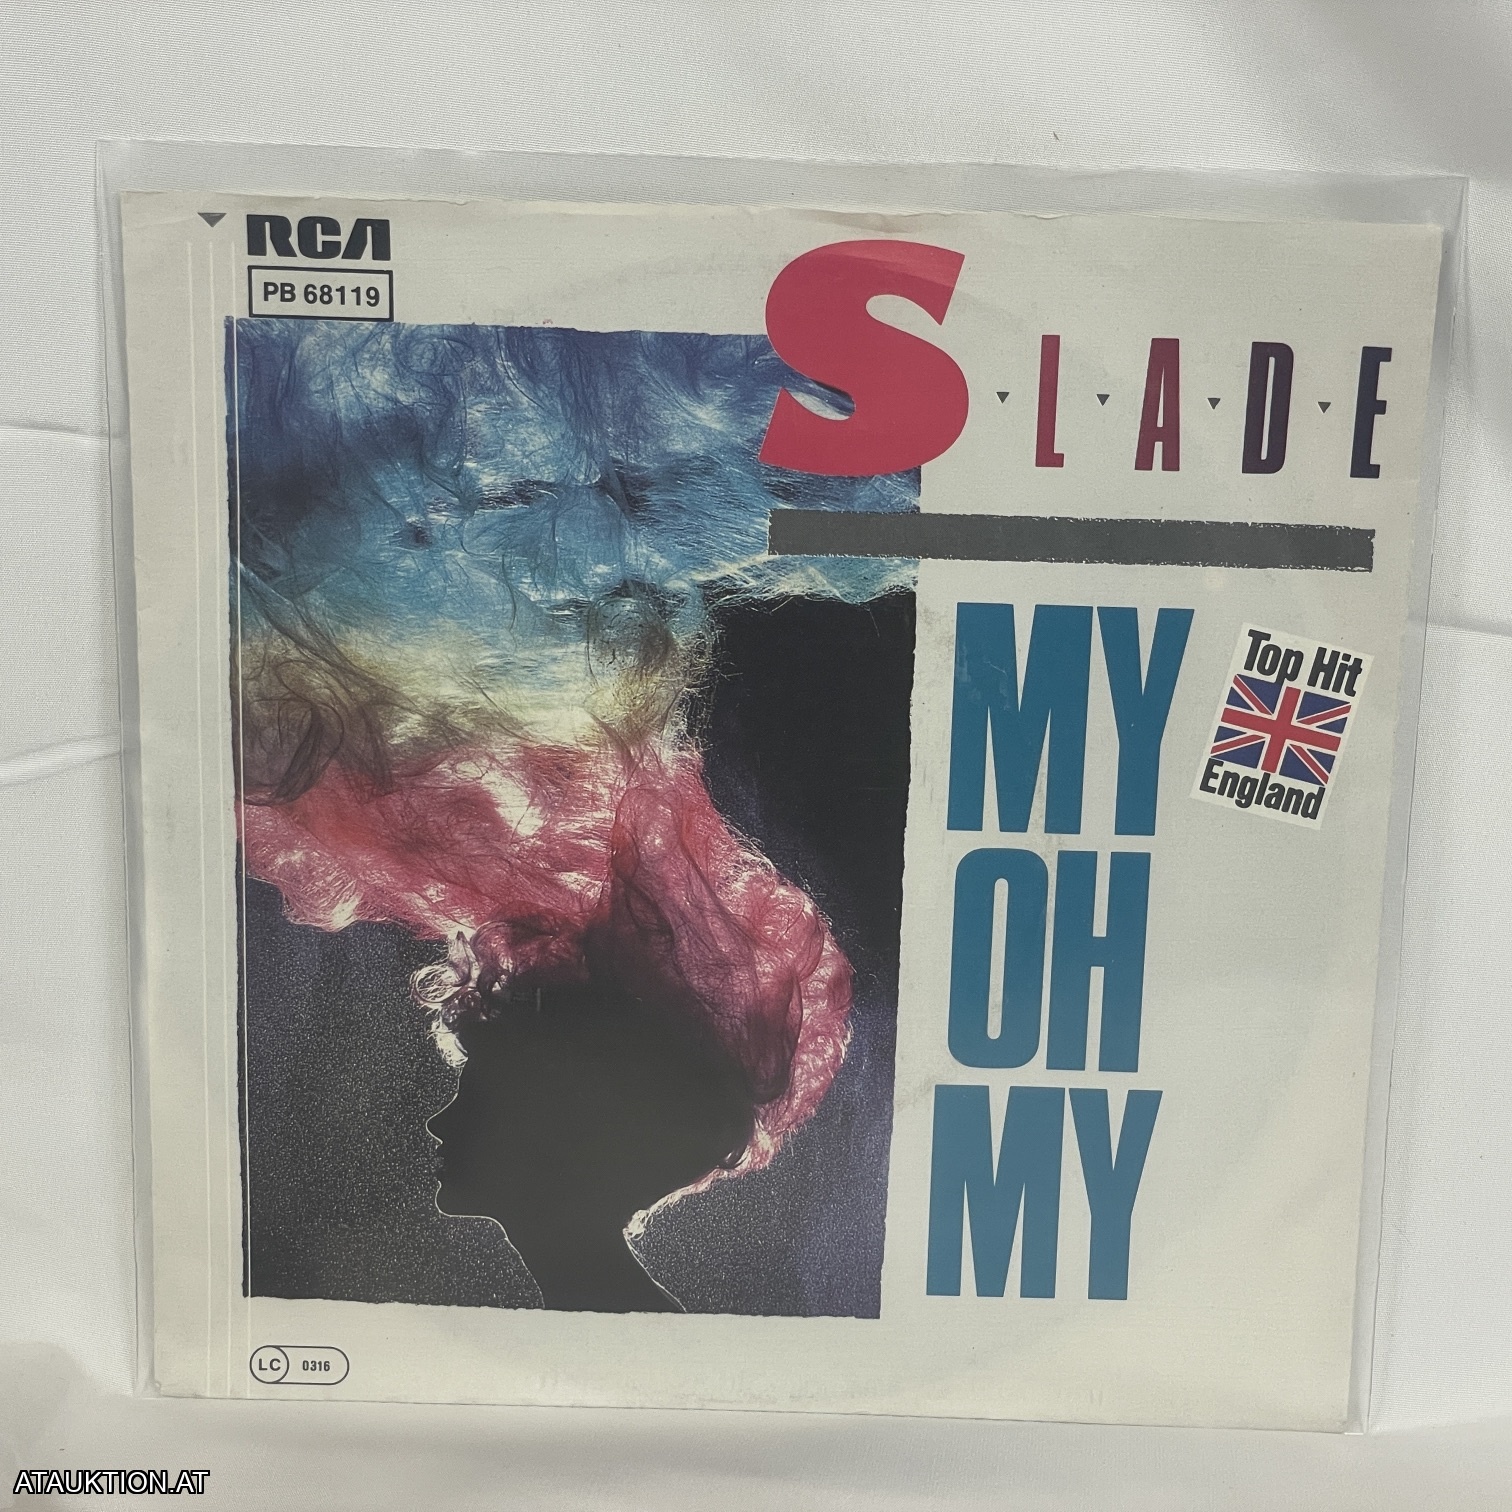 RCA
PB 68119
S·L·A·D·E
MY
OH
MY
Top Hit
England
LC 0316
ATAUKTION.AT